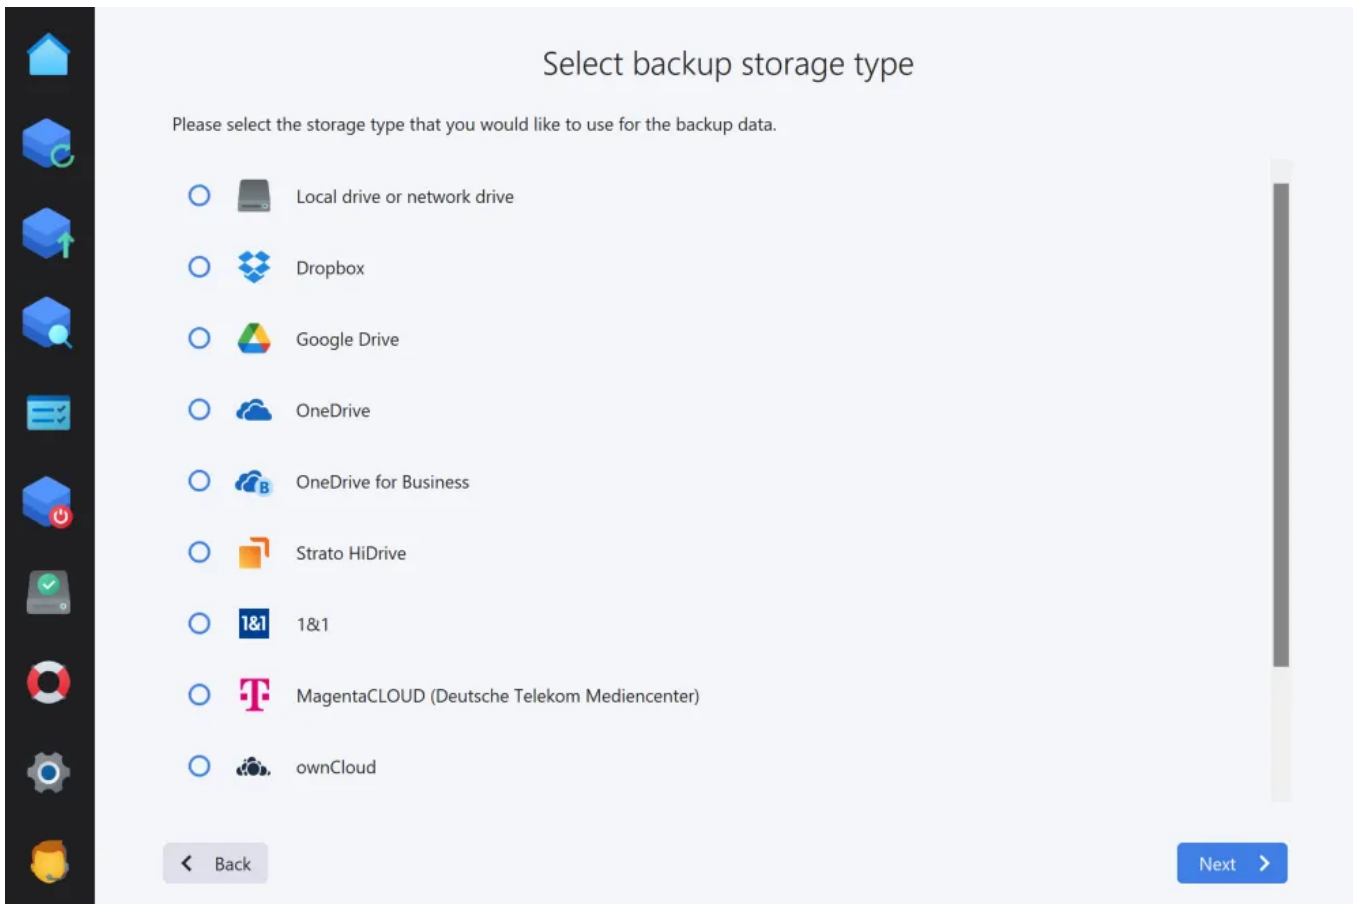 Select backup storage type
Please select the storage type that you would like to use for the backup data.
Local drive or network drive
Dropbox
Google Drive
OneDrive
B
OneDrive for Business
Strato HiDrive
1&1
1&1
T
MagentaCLOUD (Deutsche Telekom Mediencenter)
ownCloud
Back
Next